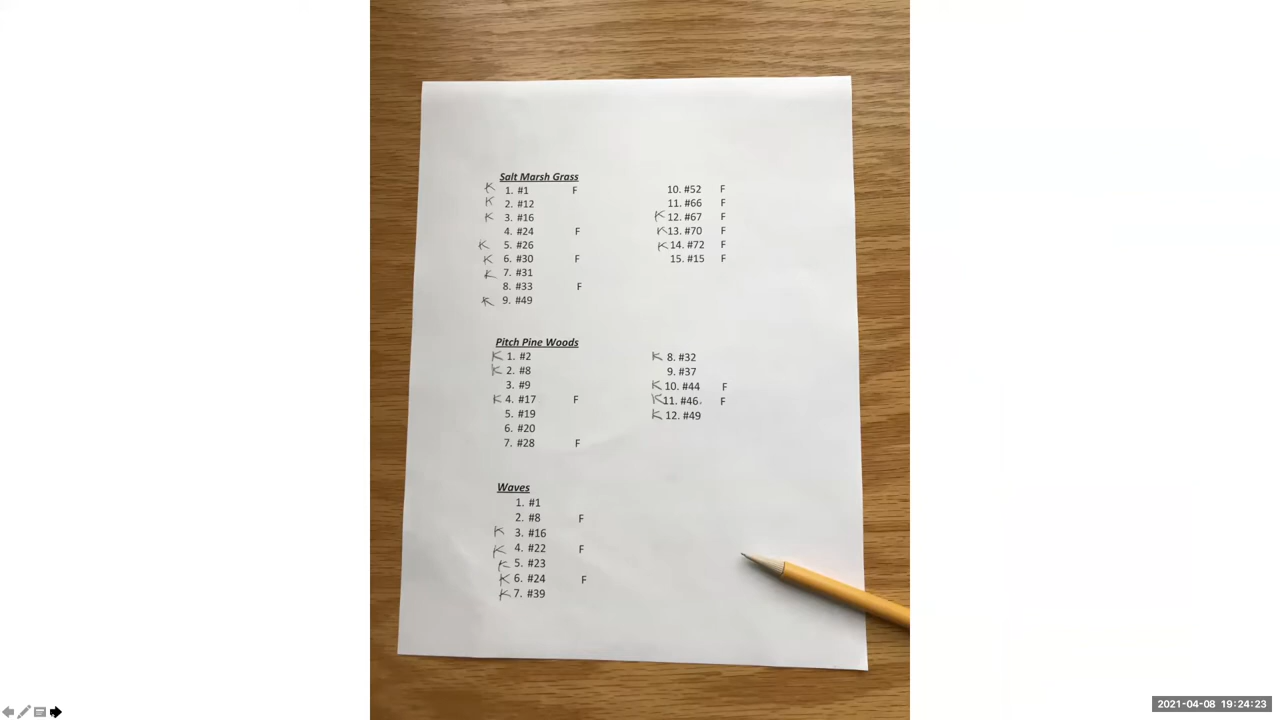 Salt Marsh Grass
K 1. #1 F
K 2. #12
K 3. #16
4. #24 F
K 5. #26
K 6. #30 F
K 7. #31
8. #33 F
K 9. #49
10. #52 F
11. #66 F
K 12. #67 F
K 13. #70 F
K 14. #72 F
15. #15 F
Pitch Pine Woods
K 1. #2
K 2. #8
3. #9
K 4. #17 F
5. #19
6. #20
7. #28 F
K 8. #32
9. #37
K 10. #44 F
K 11. #46. F
K 12. #49
Waves
1. #1
2. #8 F
K 3. #16
K 4. #22 F
K 5. #23
K 6. #24 F
K 7. #39
2021-04-08 19:24:23